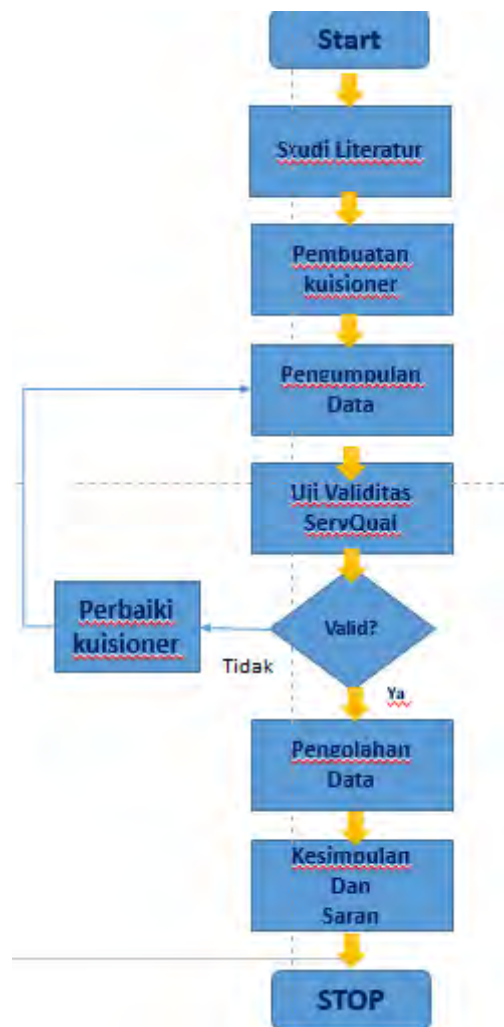 Start
Studi Literatur
Pembuatan
kuisioner
Pengumpulan
Data
Uji Validitas
ServQual
Valid?
Perbaiki
kuisioner
Tidak
Ya
Pengolahan
Data
Kesimpulan
Dan
Saran
STOP